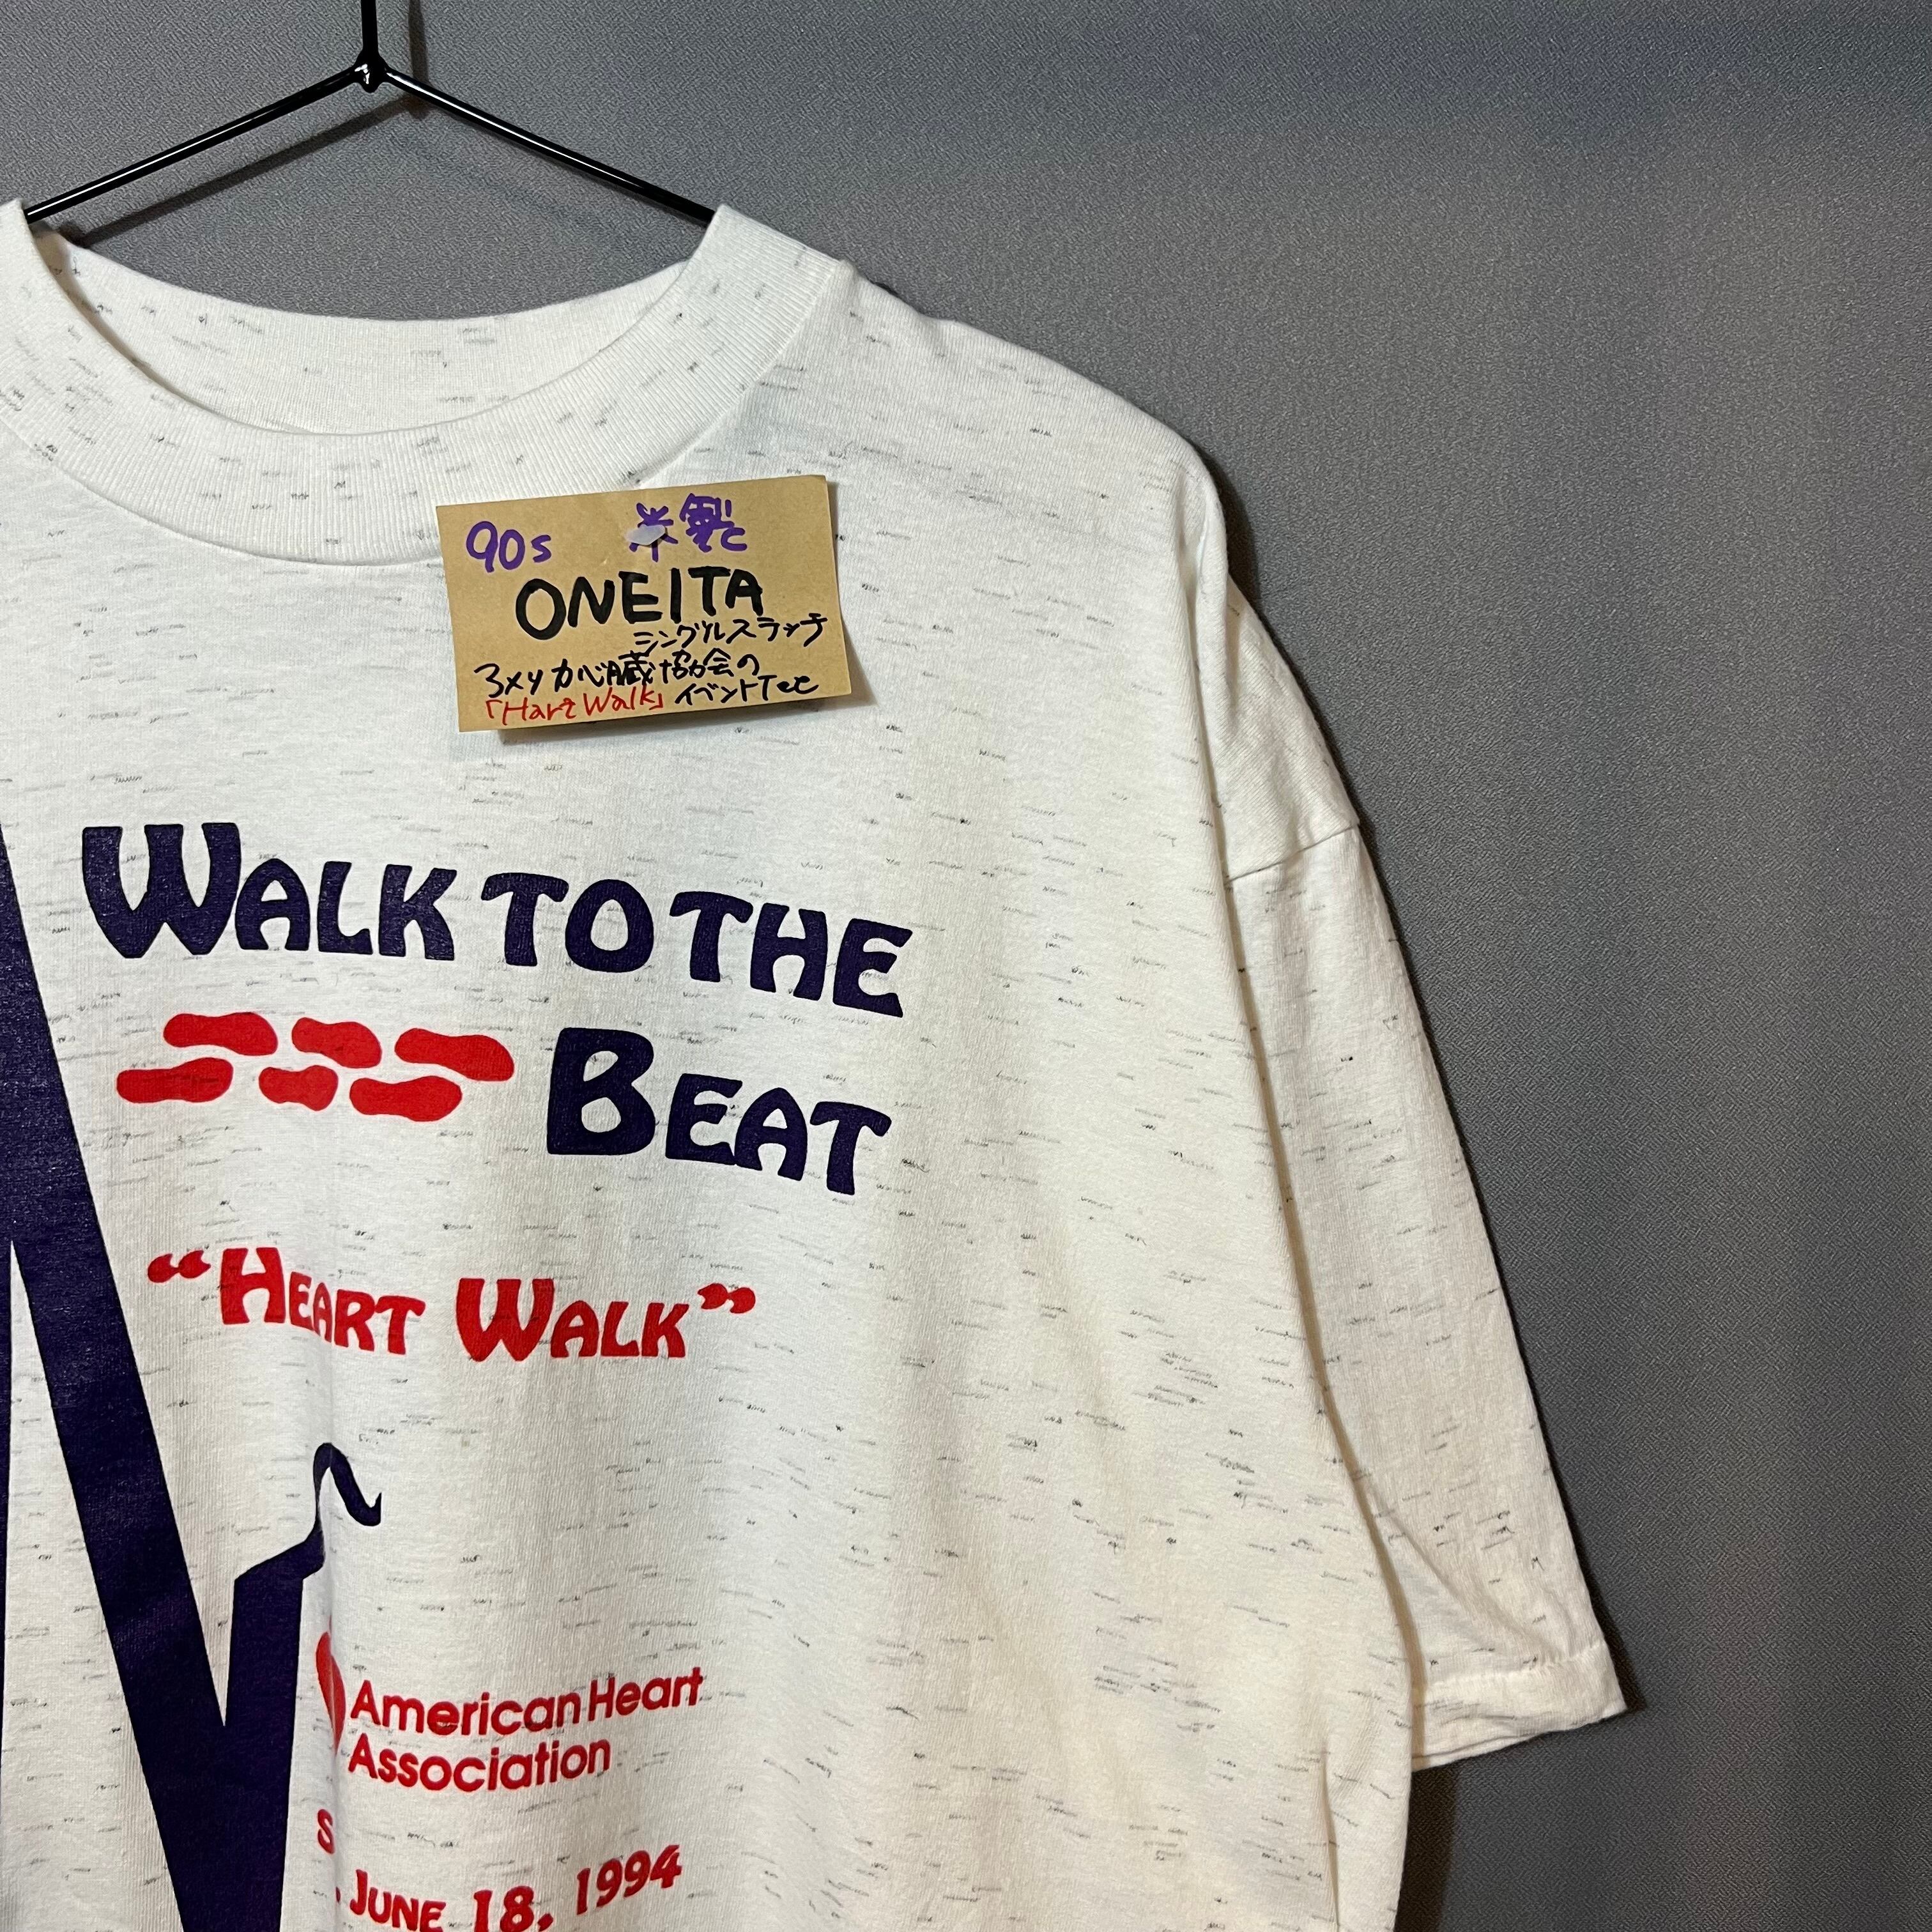 90s 米製
ONEITA
シングルステッチ
アメリカ心臓協会の
「Hart Walk」イベントTee
WALK TO THE
BEAT
“HEART WALK”
American Heart
Association
S
JUNE 18, 1994